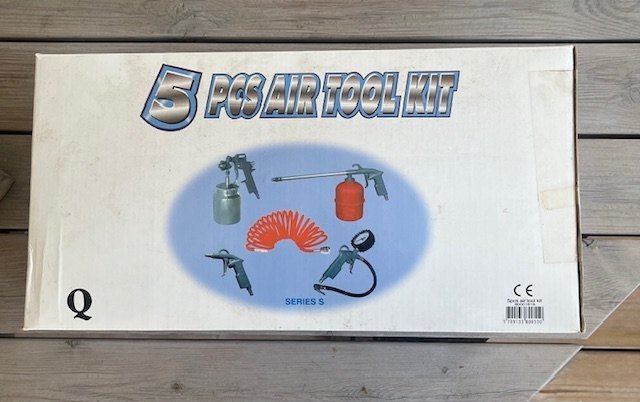 5 PCS AIR TOOL KIT
SERIES S
Q
CE
5pcs air tool kit